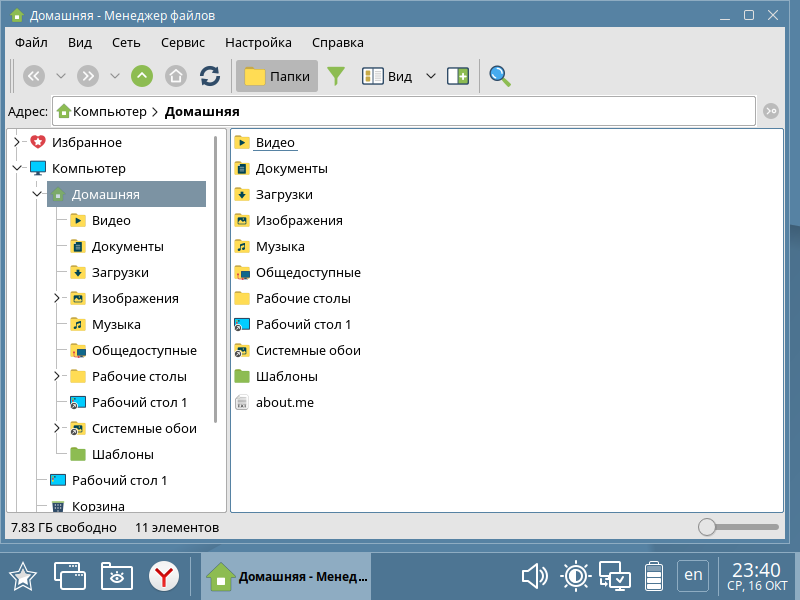 Домашняя - Менеджер файлов
Файл Вид Сеть Сервис Настройка Справка
Папки Вид
Адрес: Компьютер Домашняя
Избранное
Компьютер
Домашняя
Видео
Документы
Загрузки
Изображения
Музыка
Общедоступные
Рабочие столы
Рабочий стол 1
Системные обои
Шаблоны
Рабочий стол 1
Корзина
Видео
Документы
Загрузки
Изображения
Музыка
Общедоступные
Рабочие столы
Рабочий стол 1
Системные обои
Шаблоны
about.me
7.83 ГБ свободно 11 элементов
Домашняя - Менед...
en
23:40
СР, 16 ОКТ